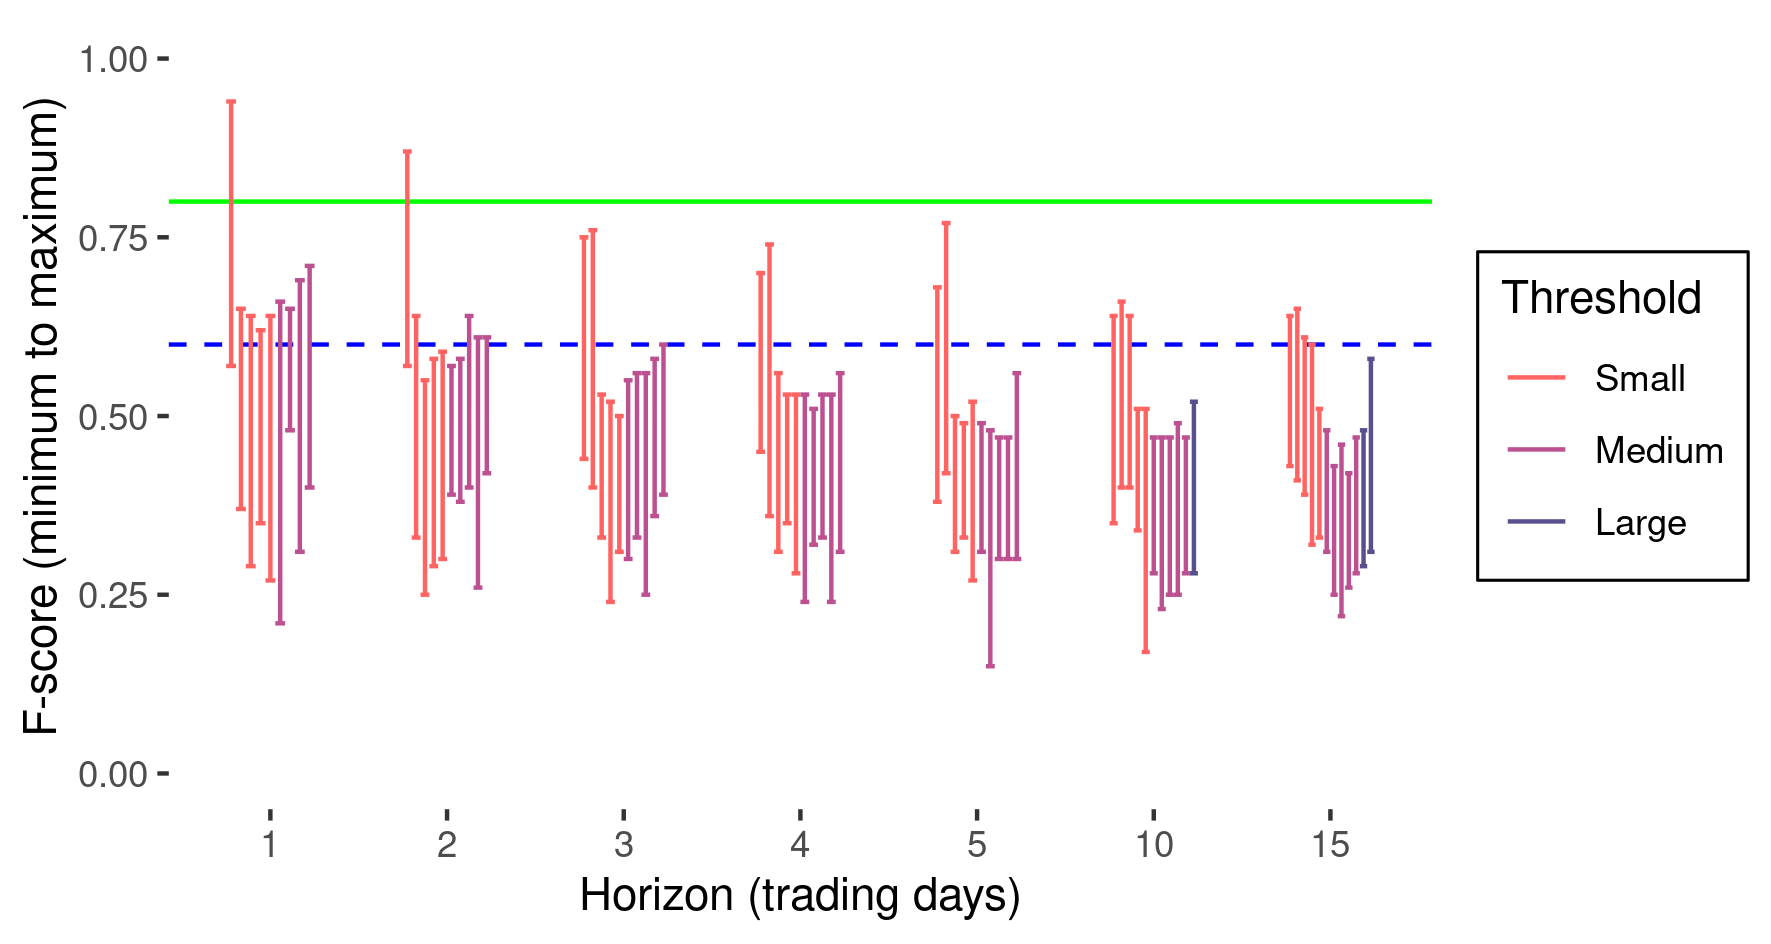 F-score (minimum to maximum)
1.00
0.75
0.50
0.25
0.00
1 2 3 4 5 10 15
Horizon (trading days)
Threshold
Small
Medium
Large